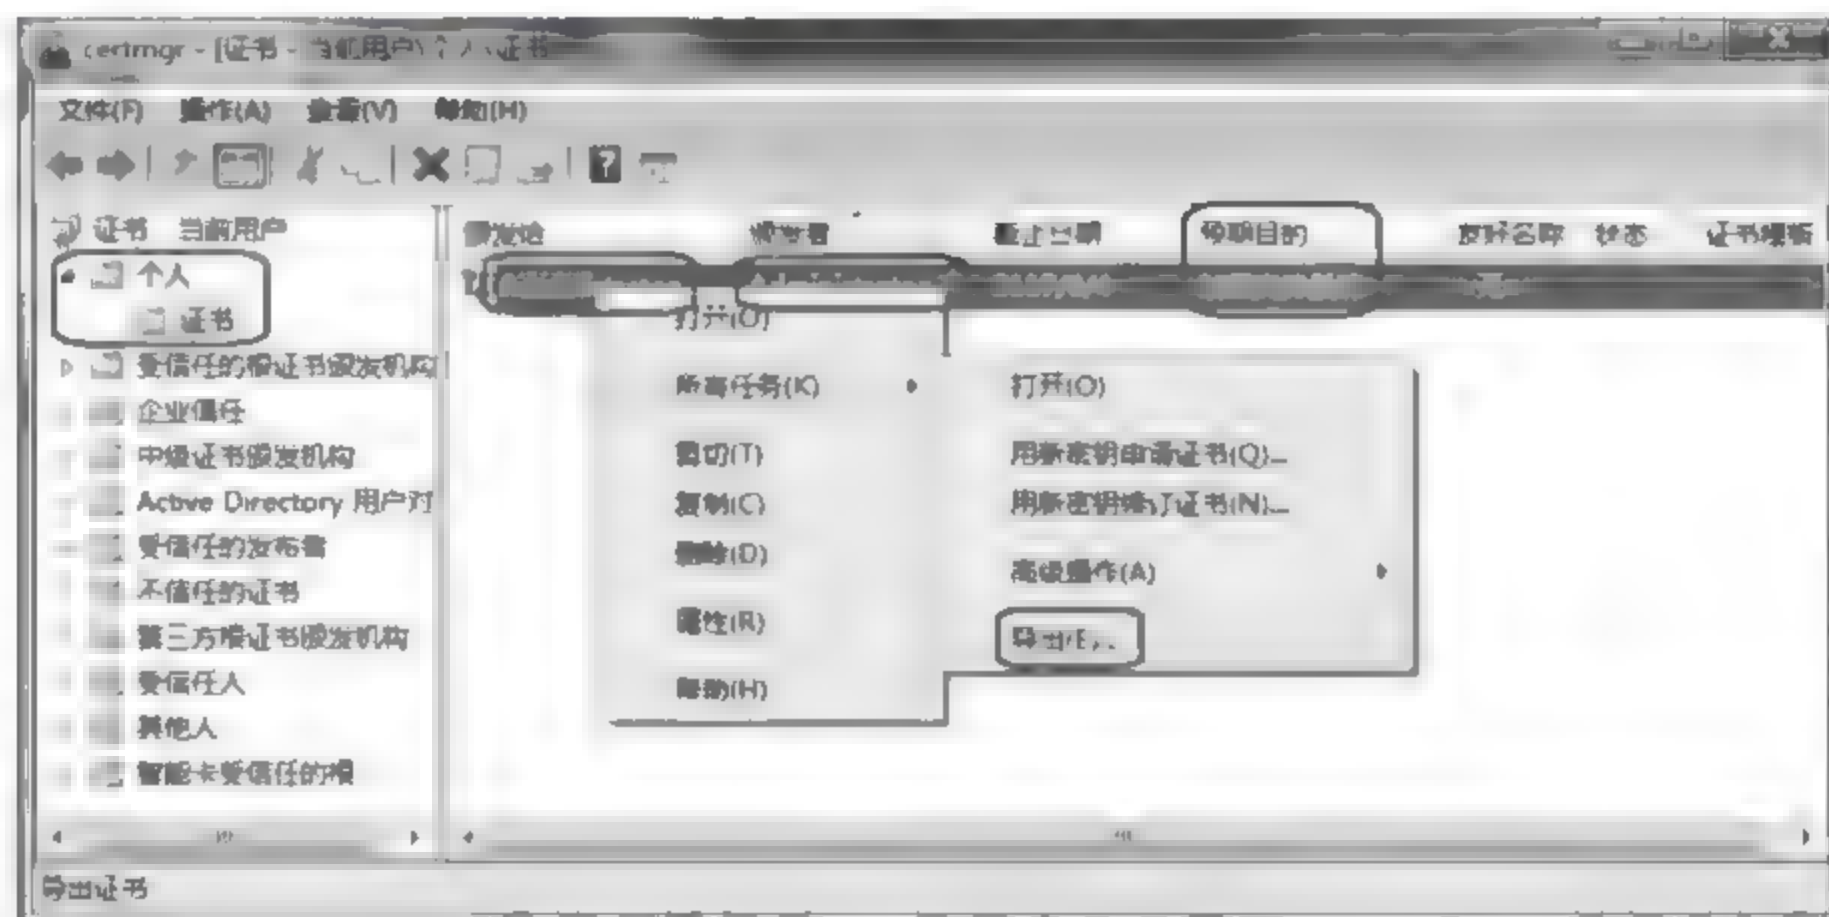 certmgr - [证书 - 当前用户\个人\证书
文件(F) 操作(A) 查看(V) 帮助(H)
证书 当前用户
个人
证书
受信任的根证书颁发机构
企业信任
中级证书颁发机构
Active Directory 用户对
受信任的发布者
不信任的证书
第三方根证书颁发机构
受信任人
其他人
智能卡受信任的根
颁发给 颁发者 截止日期 预期目的 友好名称 状态 证书模板
打开(O)
所有任务(K)
剪切(T)
复制(C)
删除(D)
属性(R)
帮助(H)
打开(O)
用新密钥申请证书(Q)...
用新密钥续订证书(N)...
高级操作(A)
导出(E)...
导出证书